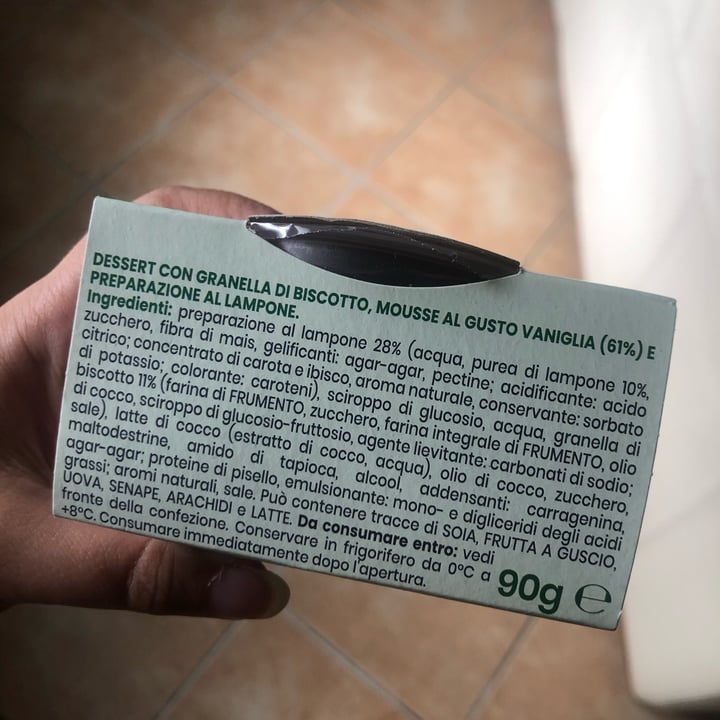 DESSERT CON GRANELLA DI BISCOTTO, MOUSSE AL GUSTO VANIGLIA (61%) E
PREPARAZIONE AL LAMPONE.
Ingredienti: preparazione al lampone 28% (acqua, purea di lampone 10%,
zucchero, fibra di mais, gelificanti: agar-agar, pectine; acidificante: acido
citrico; concentrato di carota e ibisco, aroma naturale, conservante: sorbato
di potassio; colorante: caroteni), sciroppo di glucosio, acqua, granella di
biscotto 11% (farina di FRUMENTO, zucchero, farina integrale di FRUMENTO, olio
di cocco, sciroppo di glucosio-fruttosio, agente lievitante: carbonati di sodio;
sale), latte di cocco (estratto di cocco, acqua), olio di cocco, zucchero,
maltodestrine, amido di tapioca, alcool, addensanti: carragenina,
agar-agar; proteine di pisello, emulsionante: mono- e digliceridi degli acidi
grassi; aromi naturali, sale. Può contenere tracce di SOIA, FRUTTA A GUSCIO,
UOVA, SENAPE, ARACHIDI e LATTE. Da consumare entro: vedi
fronte della confezione. Conservare in frigorifero da 0°C a
+8°C. Consumare immediatamente dopo l'apertura.
90g e